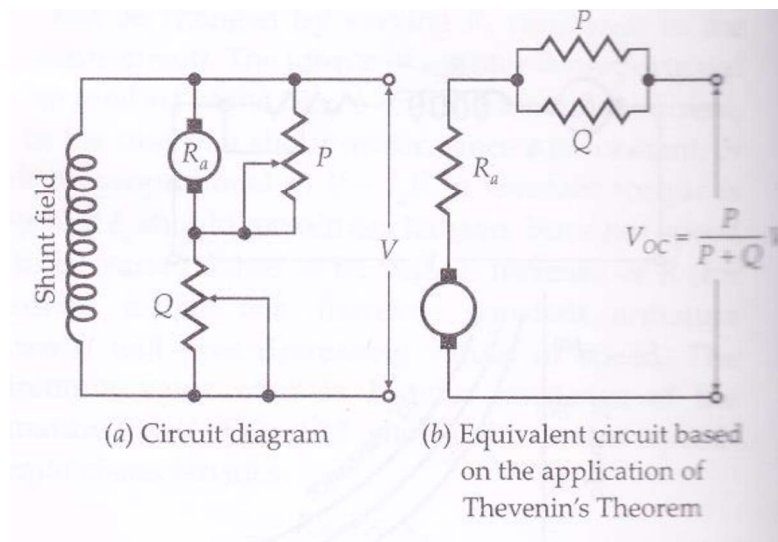 P
Q
R_a
P
R_a
Shunt field
V
V_OC = P / P + Q
Q
(a) Circuit diagram
(b) Equivalent circuit based
on the application of
Thevenin's Theorem